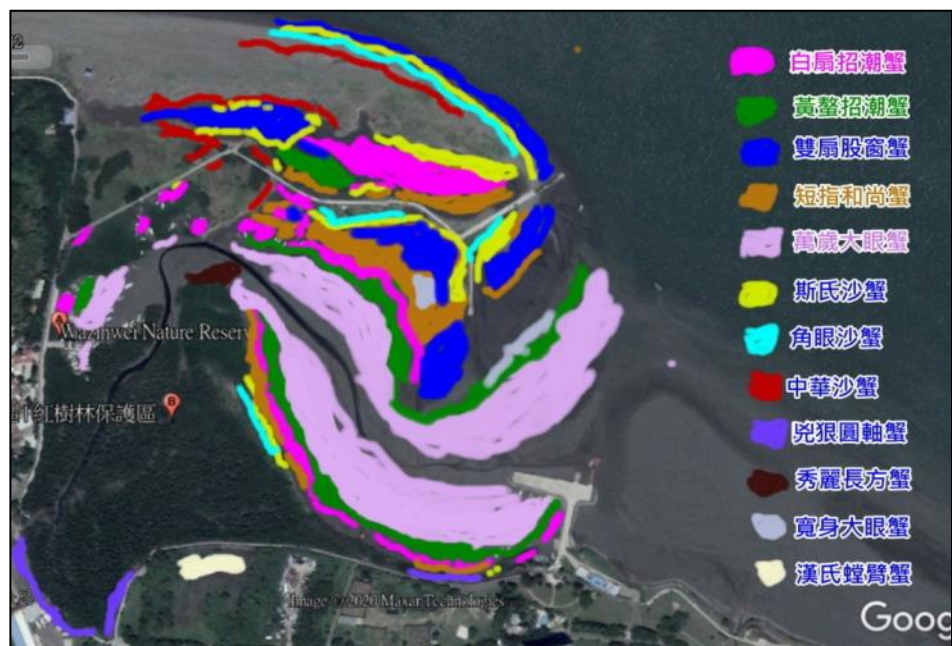 2
白扇招潮蟹
黃螯招潮蟹
雙扇股窗蟹
短指和尚蟹
萬歲大眼蟹
斯氏沙蟹
角眼沙蟹
中華沙蟹
兇狠圓軸蟹
秀麗長方蟹
寬身大眼蟹
漢氏螳臂蟹
A
Wazihwei Nature Reserv
B
红樹林保護區
Image © 2020 Maxar Technologies
Goog